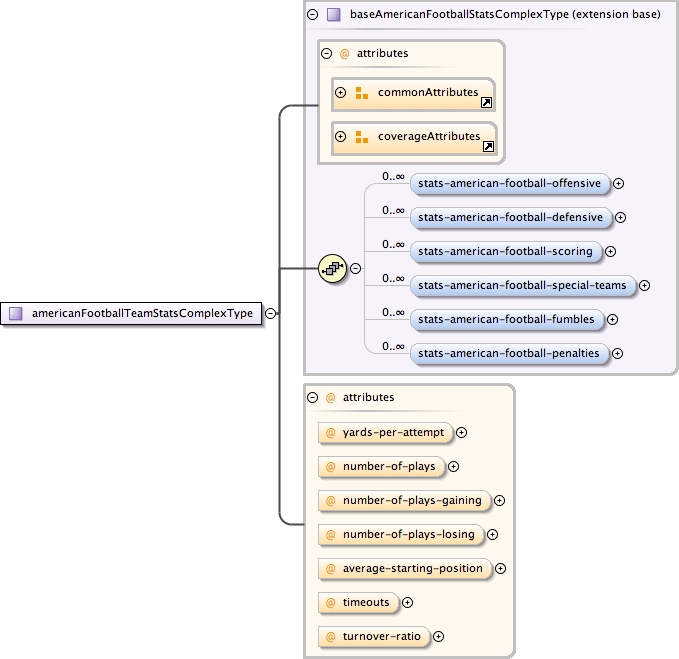 baseAmericanFootballStatsComplexType (extension base)
@ attributes
commonAttributes
coverageAttributes
0..∞
stats-american-football-offensive
0..∞
stats-american-football-defensive
0..∞
stats-american-football-scoring
0..∞
stats-american-football-special-teams
0..∞
stats-american-football-fumbles
0..∞
stats-american-football-penalties
americanFootballTeamStatsComplexType
@ attributes
@ yards-per-attempt
@ number-of-plays
@ number-of-plays-gaining
@ number-of-plays-losing
@ average-starting-position
@ timeouts
@ turnover-ratio